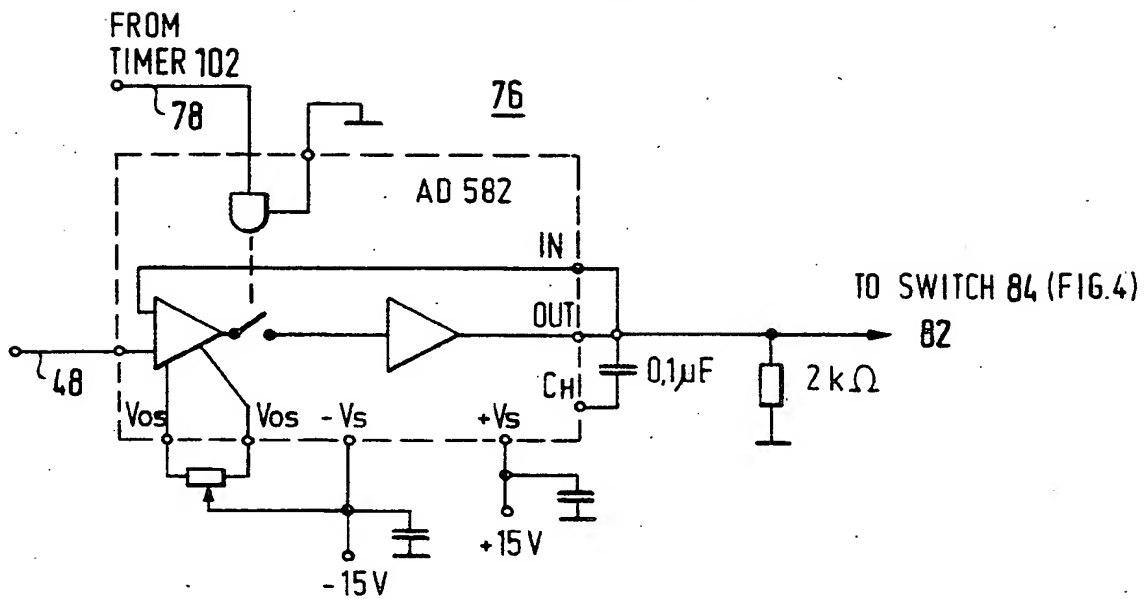 FROM
TIMER 102
78
76
AD 582
IN
TO SWITCH 84 (FIG.4)
OUT
82
48
0,1µF
2kΩ
CH
Vos
Vos
-Vs
+Vs
+15V
-15V